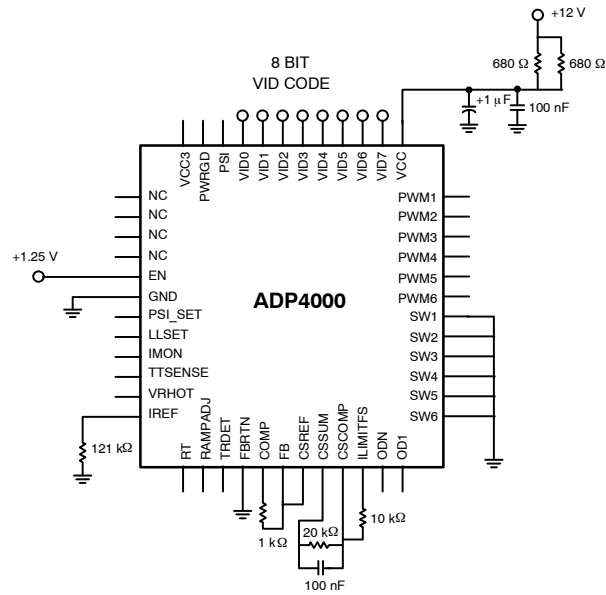 +12 V
680 Ω
680 Ω
8 BIT
VID CODE
+1 µF
100 nF
VCC3
PWRGD
PSI
VID0
VID1
VID2
VID3
VID4
VID5
VID6
VID7
VCC
NC
NC
NC
NC
EN
GND
PSI_SET
LLSET
IMON
TTSENSE
VRHOT
IREF
+1.25 V
ADP4000
PWM1
PWM2
PWM3
PWM4
PWM5
PWM6
SW1
SW2
SW3
SW4
SW5
SW6
RT
RAMPADJ
TRDET
FBRTN
COMP
FB
CSREF
CSSUM
CSCOMP
ILIMITFS
ODN
OD1
121 kΩ
1 kΩ
20 kΩ
10 kΩ
100 nF